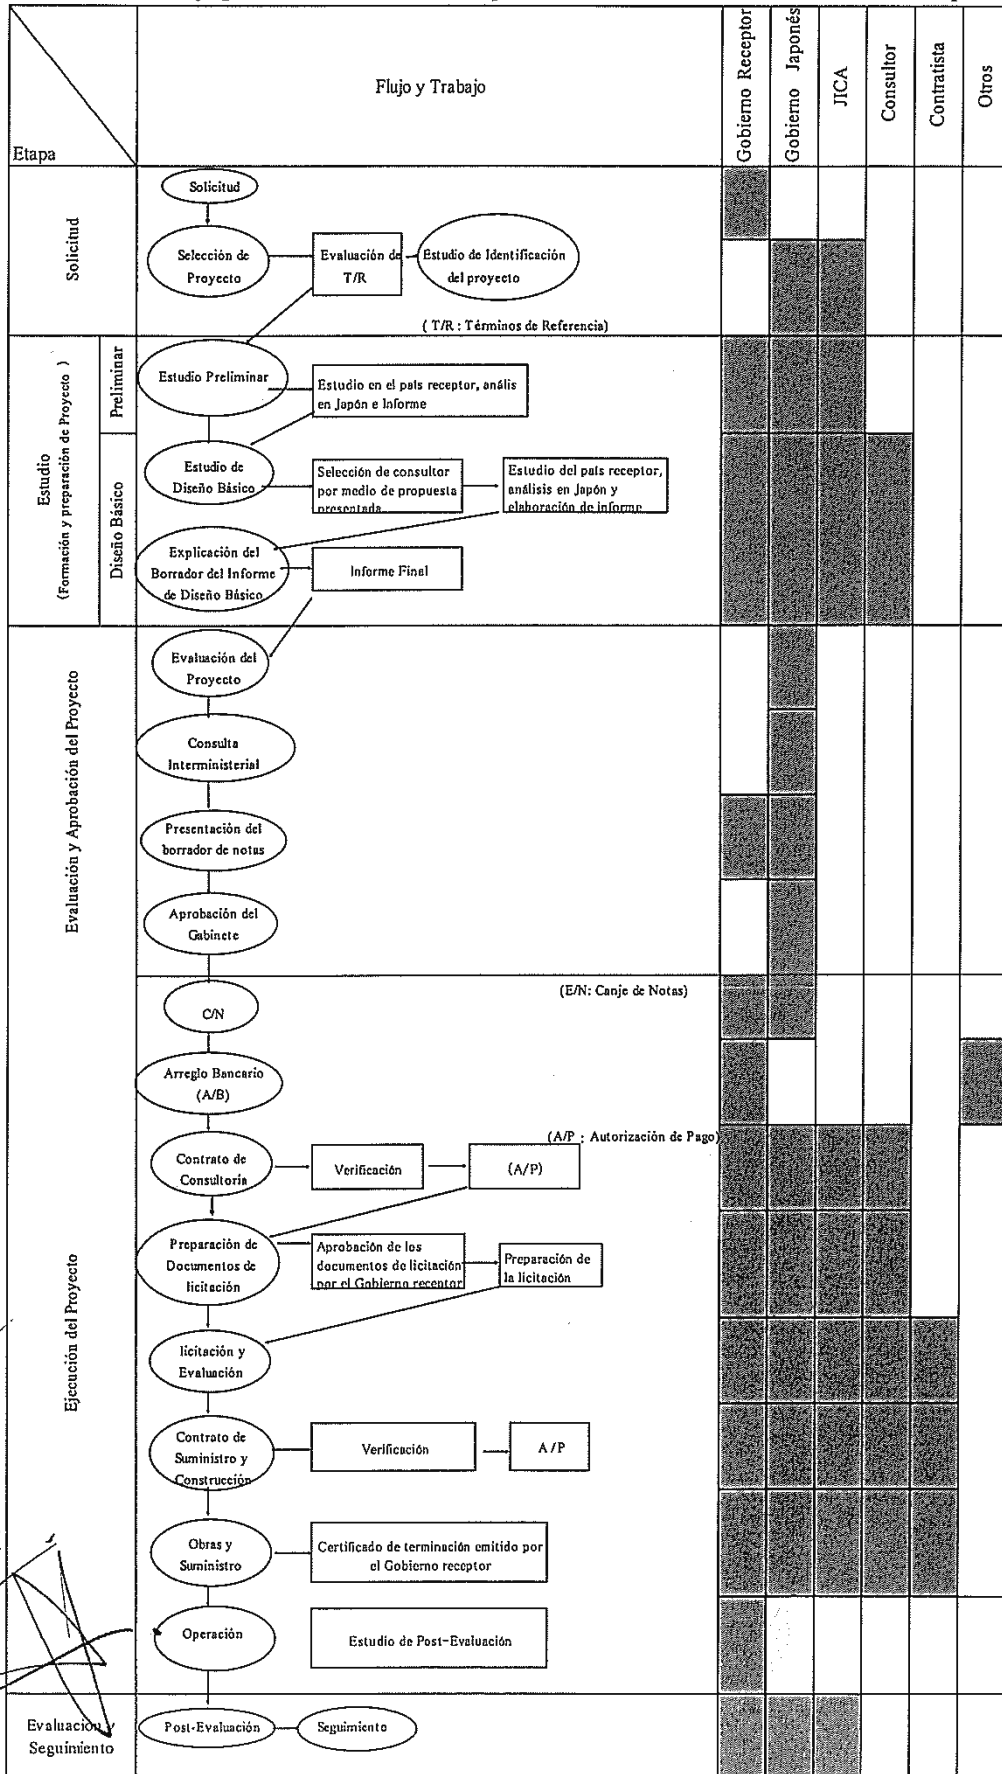 Flujo y Trabajo
Etapa
Gobierno Receptor
Gobierno Japonés
JICA
Consultor
Contratista
Otros
Solicitud
Solicitud
Selección de
Proyecto
Evaluación de
T/R
Estudio de Identificación
del proyecto
( T/R : Términos de Referencia)
Estudio
(Formación y preparación de Proyecto )
Preliminar
Estudio Preliminar
Estudio en el país receptor, anális
en Japón e Informe
Diseño Básico
Estudio de
Diseño Básico
Selección de consultor
por medio de propuesta
presentada.
Estudio del país receptor,
análisis en Japón y
elaboración de informe
Explicación del
Borrador del Informe
de Diseño Básico
Informe Final
Evaluación y Aprobación del Proyecto
Evaluación del
Proyecto
Consulta
Interministerial
Presentación del
borrador de notas
Aprobación del
Gabinete
Ejecución del Proyecto
(E/N: Canje de Notas)
C/N
Arreglo Bancario
(A/B)
(A/P : Autorización de Pago)
Contrato de
Consultoría
Verificación
(A/P)
Preparación de
Documentos de
licitación
Aprobación de los
documentos de licitación
por el Gobierno receptor
Preparación de
la licitación
licitación y
Evaluación
Contrato de
Suministro y
Construcción
Verificación
A/P
Obras y
Suministro
Certificado de terminación emitido por
el Gobierno receptor
Operación
Estudio de Post-Evaluación
Evaluación y
Seguimiento
Post-Evaluación
Seguimiento